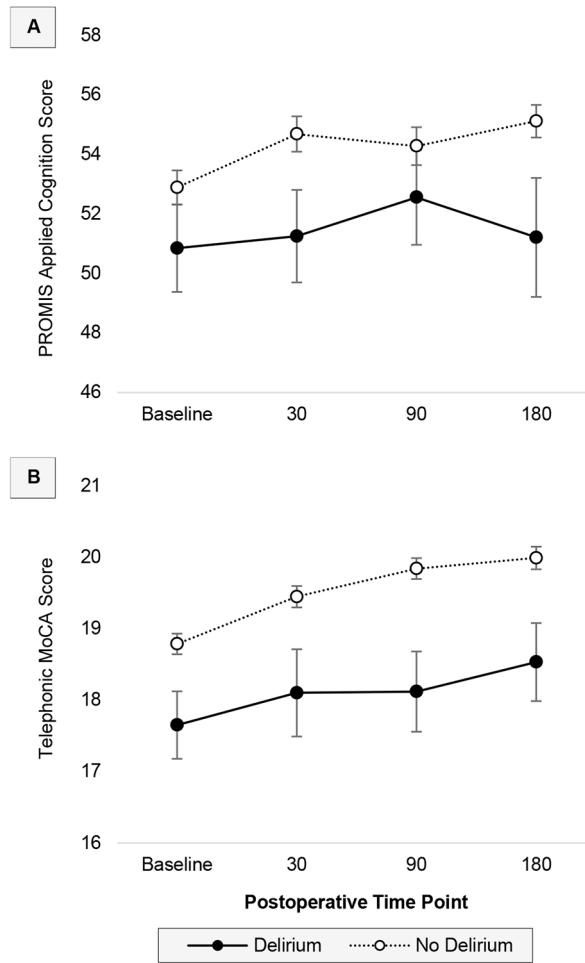 A
PROMIS Applied Cognition Score
58
56
54
52
50
48
46
Baseline 30 90 180
B
Telephonic MoCA Score
21
20
19
18
17
16
Baseline 30 90 180
Postoperative Time Point
Delirium No Delirium